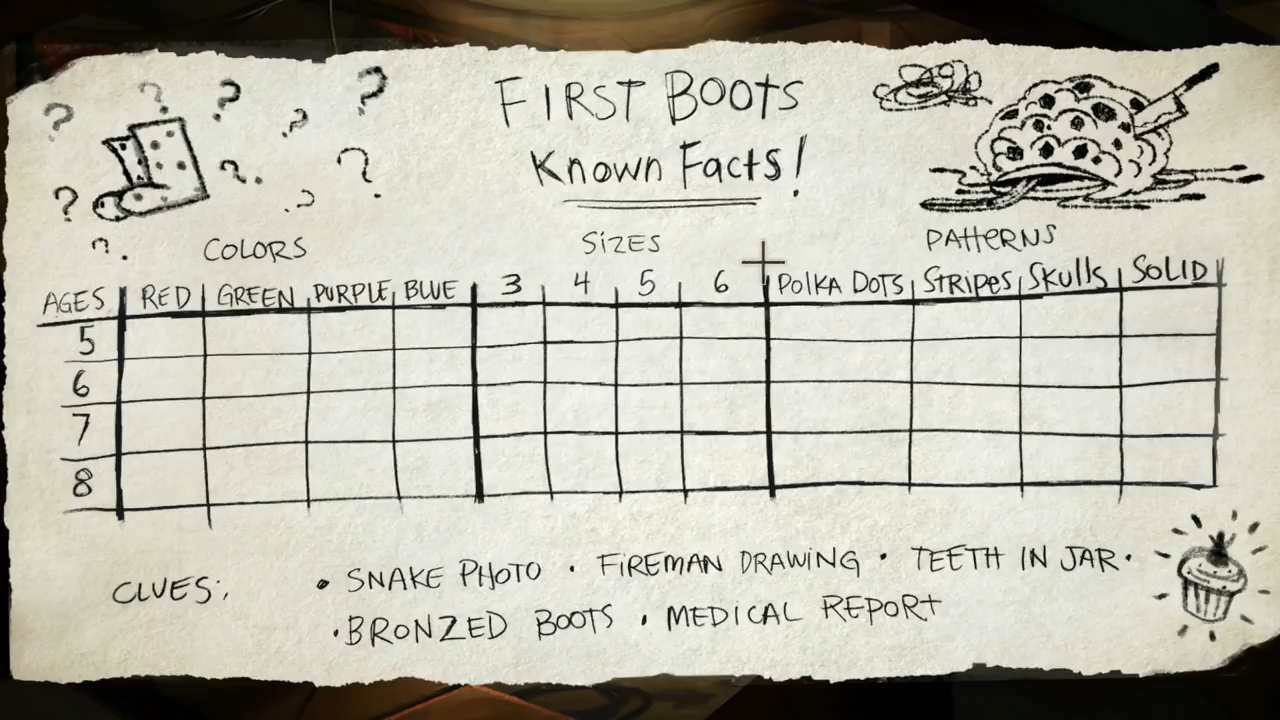 FIRST BOOTS
Known Facts!
COLORS SIZES PATTERNS
AGES RED GREEN PURPLE BLUE 3 4 5 6 POLKA DOTS STRIPES SKULLS SOLID
5
6
7
8
CLUES: • SNAKE PHOTO • FIREMAN DRAWING • TEETH IN JAR •
• BRONZED BOOTS • MEDICAL REPORT
? ? ? ? ? ? ? ? ? ?